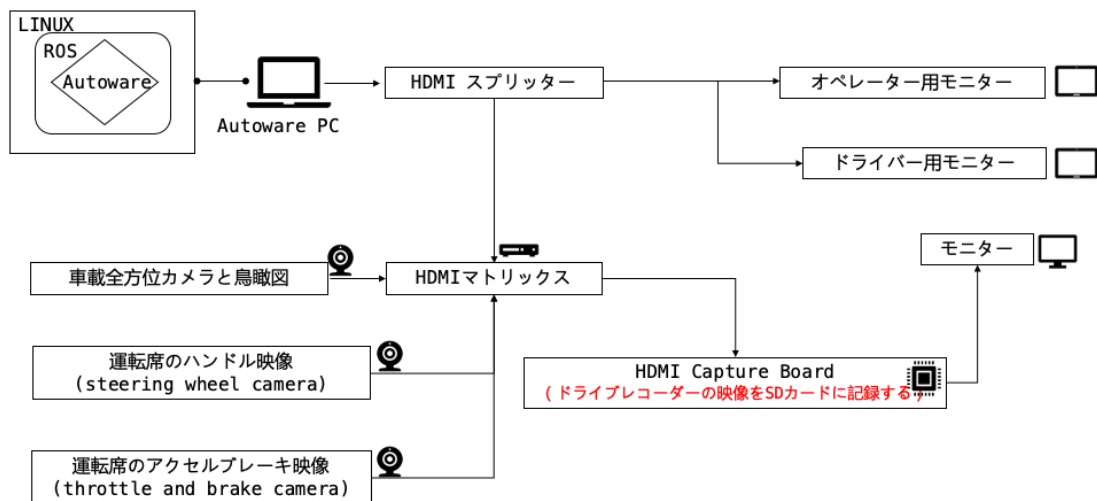 LINUX
ROS
Autoware
Autoware PC
HDMI スプリッター
オペレーター用モニター
ドライバー用モニター
モニター
車載全方位カメラと鳥瞰図
HDMIマトリックス
運転席のハンドル映像
(steering wheel camera)
HDMI Capture Board
(ドライブレコーダーの映像をSDカードに記録する)
運転席のアクセルブレーキ映像
(throttle and brake camera)